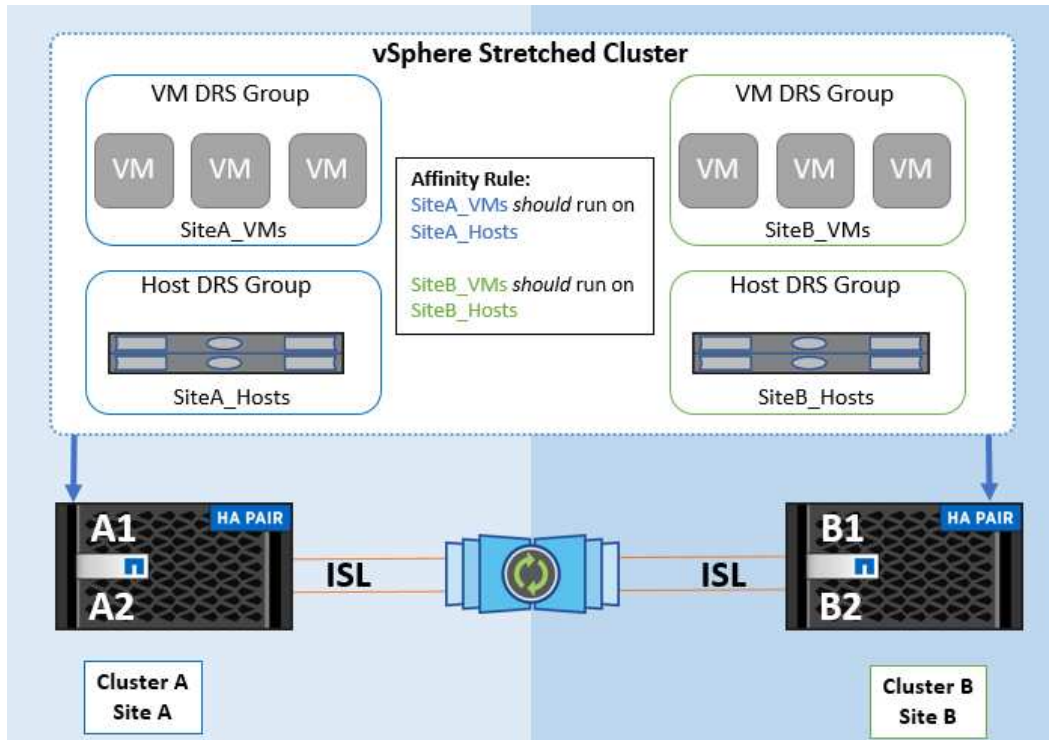 vSphere Stretched Cluster
VM DRS Group
VM VM VM
SiteA_VMs
Host DRS Group
SiteA_Hosts
Affinity Rule:
SiteA_VMs should run on
SiteA_Hosts
SiteB_VMs should run on
SiteB_Hosts
VM DRS Group
VM VM VM
SiteB_VMs
Host DRS Group
SiteB_Hosts
A1
HA PAIR
A2
ISL
ISL
B1
HA PAIR
B2
Cluster A
Site A
Cluster B
Site B